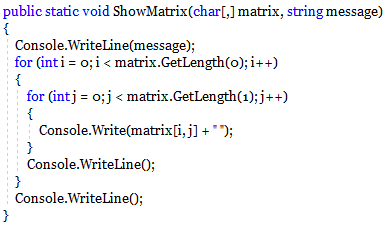 public static void ShowMatrix(char[,] matrix, string message)
{
Console.WriteLine(message);
for (int i = 0; i < matrix.GetLength(0); i++)
{
for (int j = 0; j < matrix.GetLength(1); j++)
{
Console.Write(matrix[i, j] + " ");
}
Console.WriteLine();
}
Console.WriteLine();
}